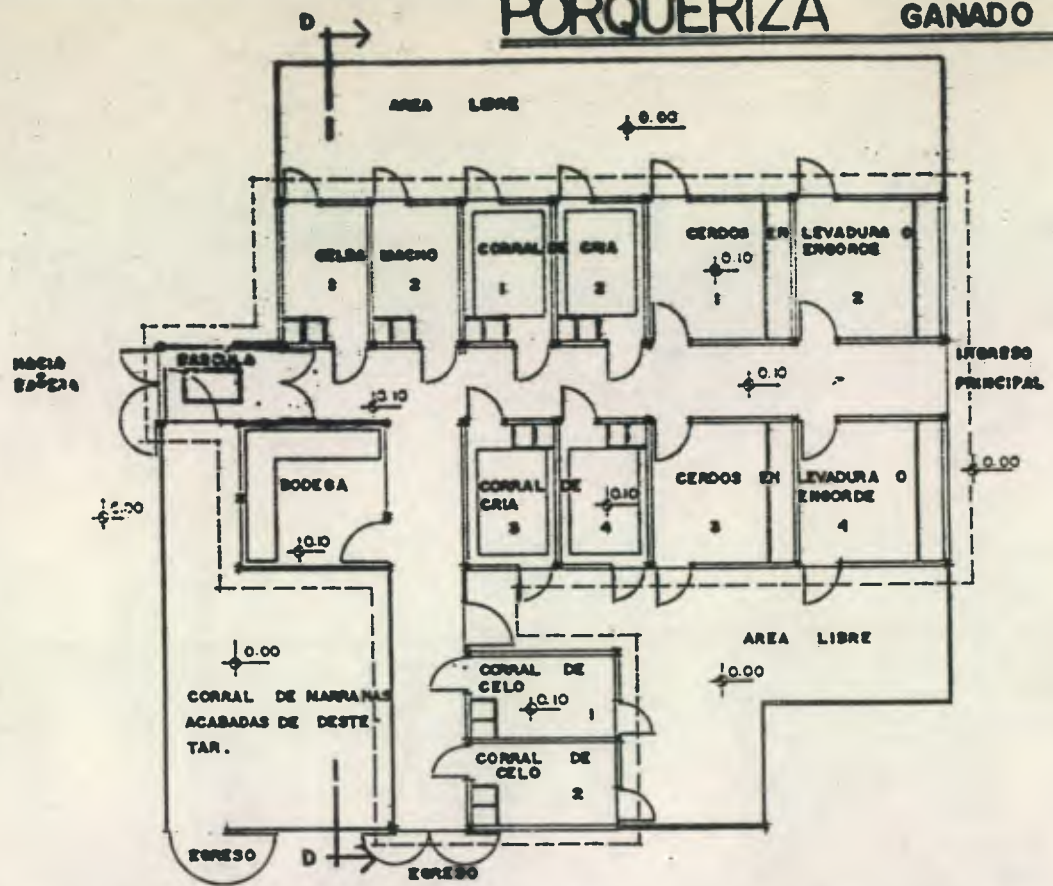 PORQUERIZA GANADO
D
AREA LIBRE
0.00
CELDA MACHO
1 2
CORRAL DE CRIA
1 2
CERDOS EN LEVADURA O
ENGORDE
0.10
1 2
HACIA
BASCULA
INGRESO
PRINCIPAL
0.10
0.10
0.00
0.00
BODEGA
0.10
CORRAL DE
CRIA
0.10
3 4
CERDOS EN LEVADURA O
ENGORDE
3 4
0.00
AREA LIBRE
0.00
CORRAL DE MARRANAS
ACABADAS DE DESTE
TAR.
CORRAL DE
CELO
0.10
1
CORRAL DE
CELO
2
EGRESO
D
EGRESO